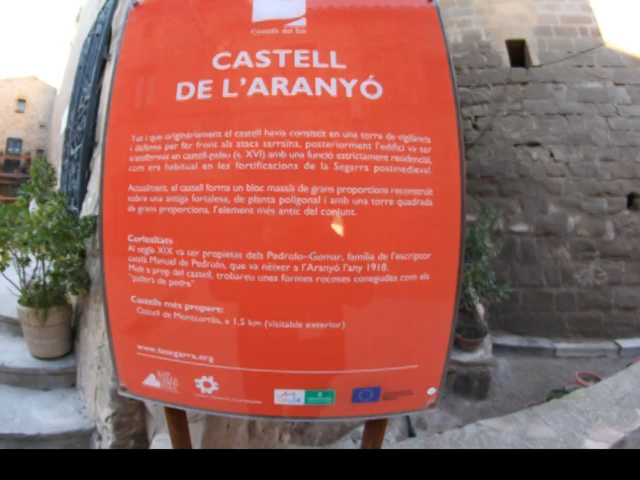 Castells del Sió
CASTELL
DE L'ARANYÓ
Tot i que originàriament el castell havia consistit en una torre de vigilància
i defensa per fer front als atacs sarraïns, posteriorment l'edifici va ser
transformat en castell-palau (s. XVI) amb una funció estrictament residencial,
com era habitual en les fortificacions de la Segarra postmedieval.
Actualment, el castell forma un bloc massís de grans proporcions reconstruït
sobre una antiga fortalesa, de planta poligonal i amb una torre quadrada
de grans proporcions, l'element més antic del conjunt.
Curiositats
Al segle XIX va ser propietat dels Pedrolo-Gomar, família de l'escriptor
català Manuel de Pedrolo, que va néixer a l'Aranyó l'any 1918.
Molt a prop del castell, trobareu unes formes rocoses conegudes com els
"pallers de pedra".
Castells més propers:
Castell de Montcortès, a 1,5 km (visitable exterior)
www.lasegarra.org